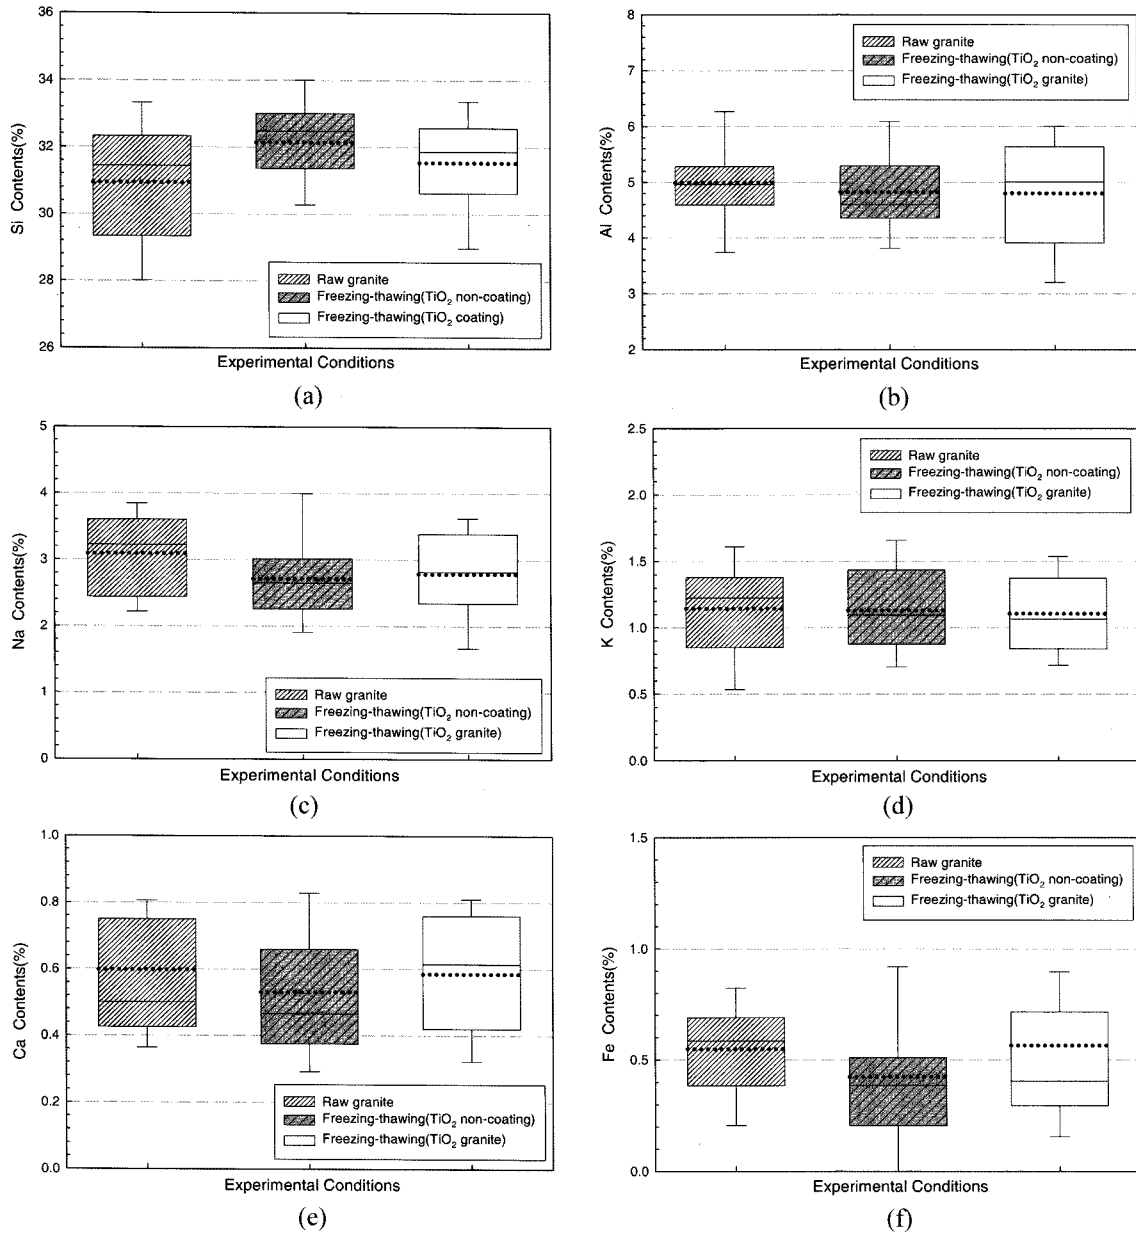 36
34
32
30
28
26
Si Contents(%)
Raw granite
Freezing-thawing(TiO₂ non-coating)
Freezing-thawing(TiO₂ coating)
Experimental Conditions
(a)
8
7
6
5
4
3
2
Al Contents(%)
Raw granite
Freezing-thawing(TiO₂ non-coating)
Freezing-thawing(TiO₂ granite)
Experimental Conditions
(b)
5
4
3
2
1
0
Na Contents(%)
Raw granite
Freezing-thawing(TiO₂ non-coating)
Freezing-thawing(TiO₂ granite)
Experimental Conditions
(c)
2.5
2.0
1.5
1.0
0.5
0.0
K Contents(%)
Raw granite
Freezing-thawing(TiO₂ non-coating)
Freezing-thawing(TiO₂ granite)
Experimental Conditions
(d)
1.0
0.8
0.6
0.4
0.2
0.0
Ca Contents(%)
Raw granite
Freezing-thawing(TiO₂ non-coating)
Freezing-thawing(TiO₂ granite)
Experimental Conditions
(e)
1.5
1.0
0.5
0.0
Fe Contents(%)
Raw granite
Freezing-thawing(TiO₂ non-coating)
Freezing-thawing(TiO₂ granite)
Experimental Conditions
(f)